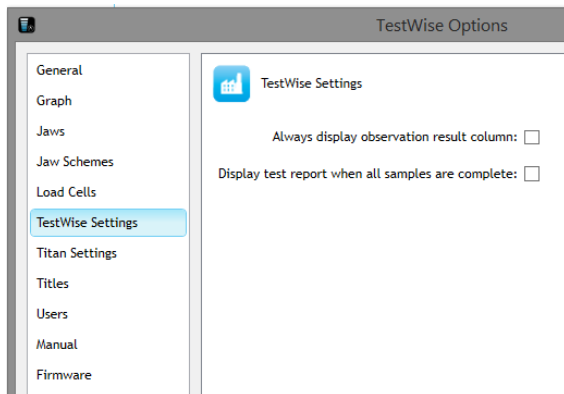 TestWise Options
General
Graph
Jaws
Jaw Schemes
Load Cells
TestWise Settings
Titan Settings
Titles
Users
Manual
Firmware
TestWise Settings
Always display observation result column:
Display test report when all samples are complete: